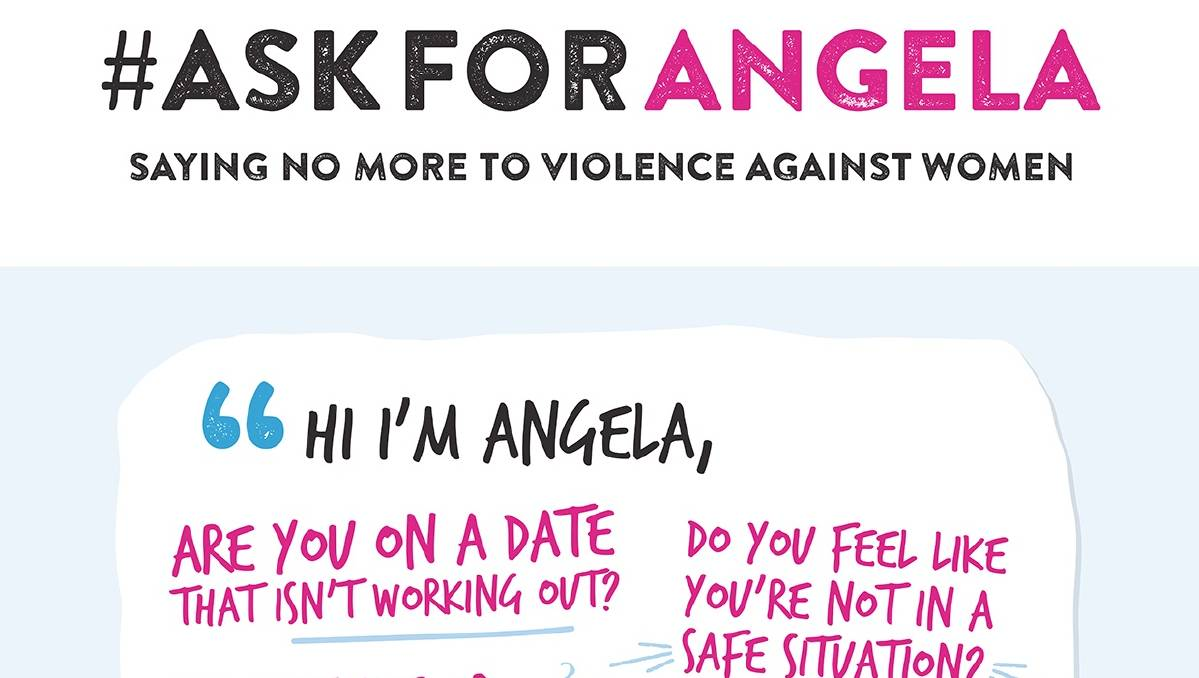 #ASK FOR ANGELA
SAYING NO MORE TO VIOLENCE AGAINST WOMEN
“ HI I'M ANGELA,
ARE YOU ON A DATE
THAT ISN'T WORKING OUT?
DO YOU FEEL LIKE
YOU'RE NOT IN A
SAFE SITUATION?